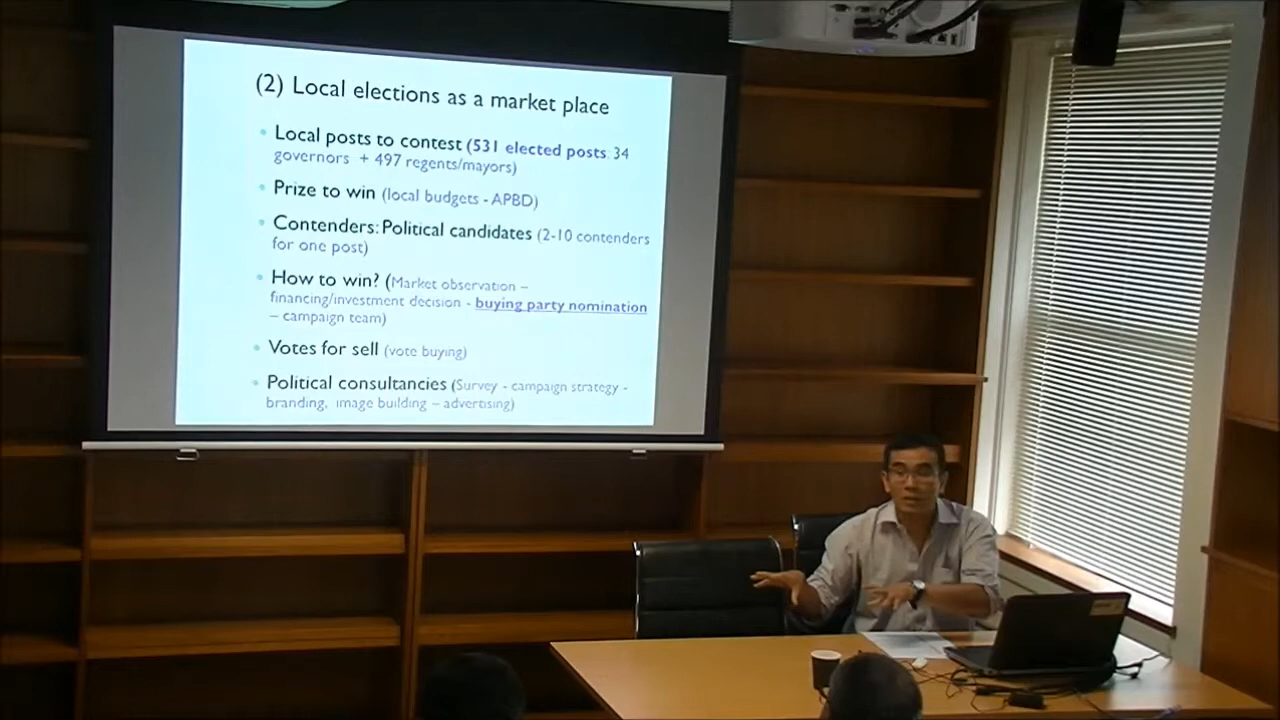 (2) Local elections as a market place
• Local posts to contest (531 elected posts: 34
governors + 497 regents/mayors)
• Prize to win (local budgets - APBD)
• Contenders: Political candidates (2-10 contenders
for one post)
• How to win? (Market observation –
financing/investment decision - buying party nomination
– campaign team)
• Votes for sell (vote buying)
• Political consultancies (Survey - campaign strategy -
branding, image building – advertising)